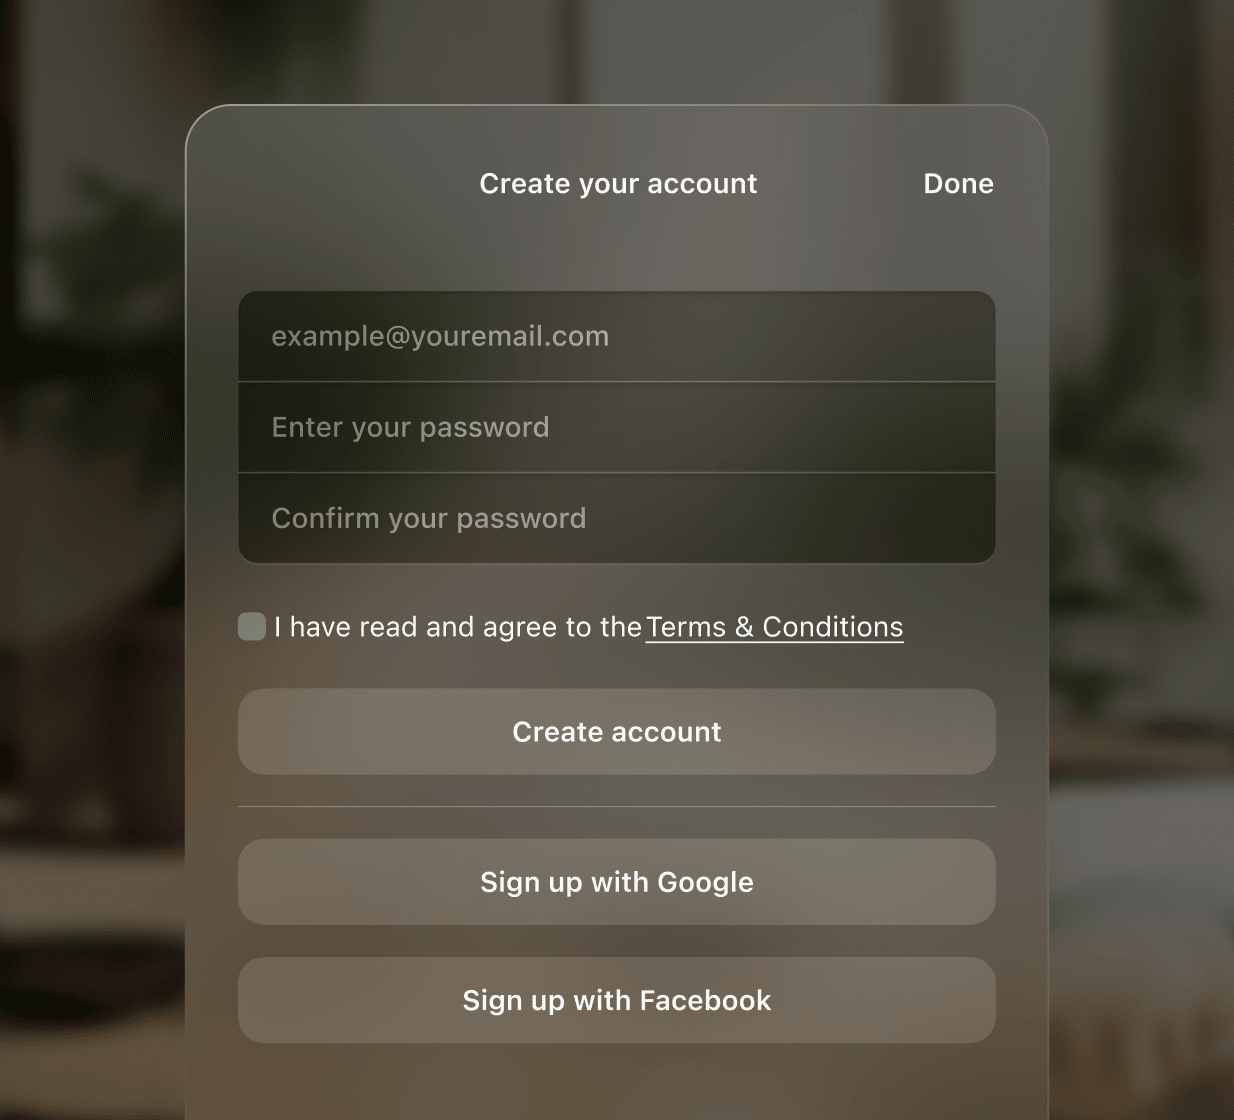 Create your account
Done
example@youremail.com
Enter your password
Confirm your password
I have read and agree to the Terms & Conditions
Create account
Sign up with Google
Sign up with Facebook